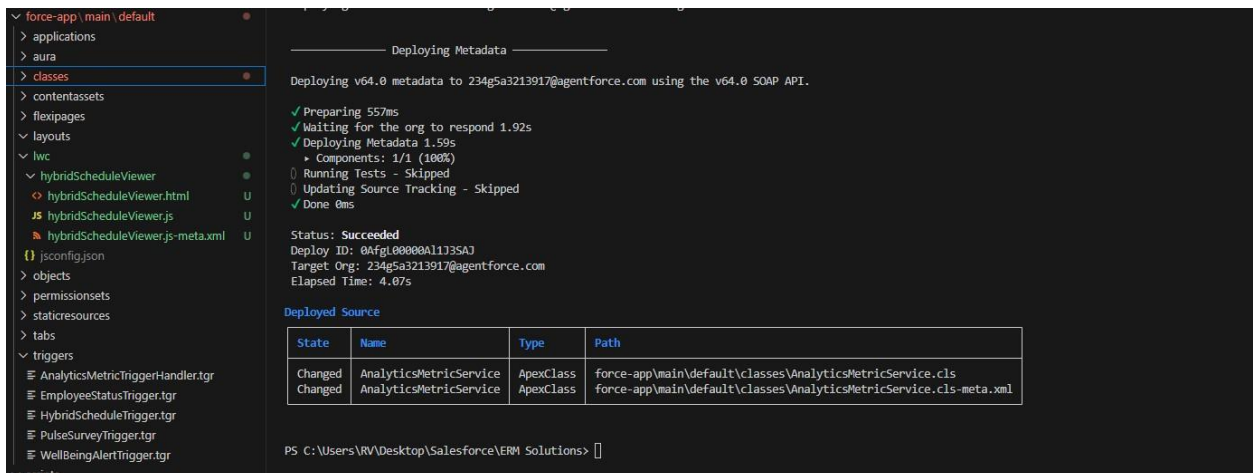 force-app\main\default
applications
aura
classes
contentassets
flexipages
layouts
lwc
hybridScheduleViewer
<> hybridScheduleViewer.html U
JS hybridScheduleViewer.js U
hybridScheduleViewer.js-meta.xml U
{} jsconfig.json
objects
permissionsets
staticresources
tabs
triggers
AnalyticsMetricTriggerHandler.tgr
EmployeeStatusTrigger.tgr
HybridScheduleTrigger.tgr
PulseSurveyTrigger.tgr
WellBeingAlertTrigger.tgr
Deploying Metadata
Deploying v64.0 metadata to 234g5a3213917@agentforce.com using the v64.0 SOAP API.
✓ Preparing 557ms
✓ Waiting for the org to respond 1.92s
✓ Deploying Metadata 1.59s
▸ Components: 1/1 (100%)
Running Tests - Skipped
Updating Source Tracking - Skipped
✓ Done 0ms
Status: Succeeded
Deploy ID: 0AfgL00000Al1J3SAJ
Target Org: 234g5a3213917@agentforce.com
Elapsed Time: 4.07s
Deployed Source
State Name Type Path
Changed AnalyticsMetricService ApexClass force-app\main\default\classes\AnalyticsMetricService.cls
Changed AnalyticsMetricService ApexClass force-app\main\default\classes\AnalyticsMetricService.cls-meta.xml
PS C:\Users\RV\Desktop\Salesforce\ERM Solutions>